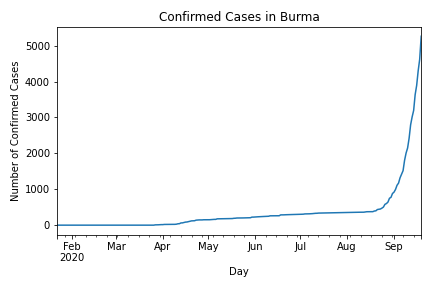 Confirmed Cases in Burma
Number of Confirmed Cases
5000
4000
3000
2000
1000
0
Feb Mar Apr May Jun Jul Aug Sep
2020
Day